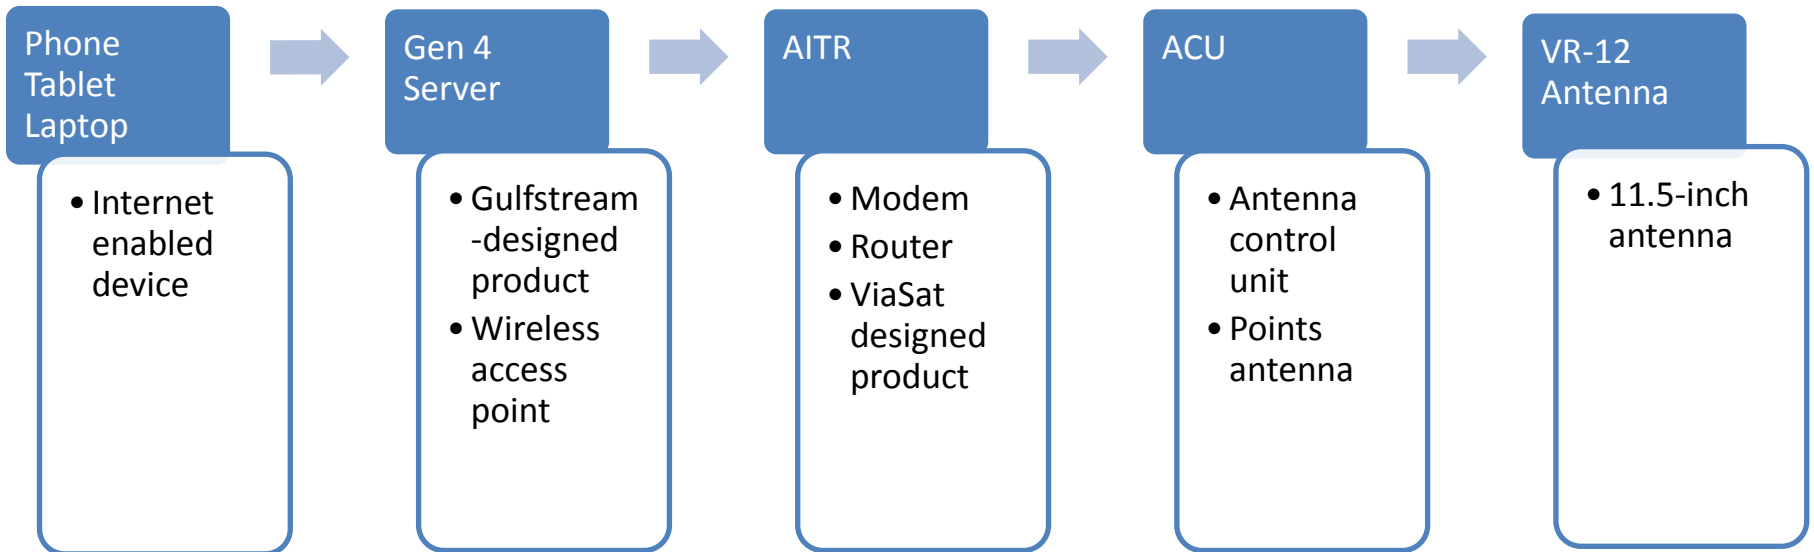 Phone
Tablet
Laptop
• Internet
enabled
device
Gen 4
Server
• Gulfstream
-designed
product
• Wireless
access
point
AITR
• Modem
• Router
• ViaSat
designed
product
ACU
• Antenna
control
unit
• Points
antenna
VR-12
Antenna
• 11.5-inch
antenna